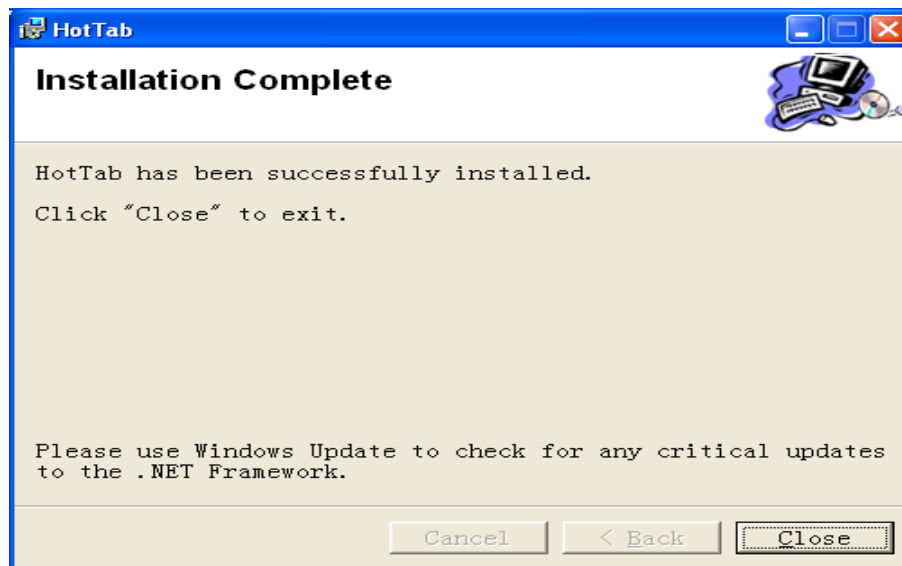 HotTab
Installation Complete
HotTab has been successfully installed.
Click "Close" to exit.
Please use Windows Update to check for any critical updates
to the .NET Framework.
Cancel
< Back
Close